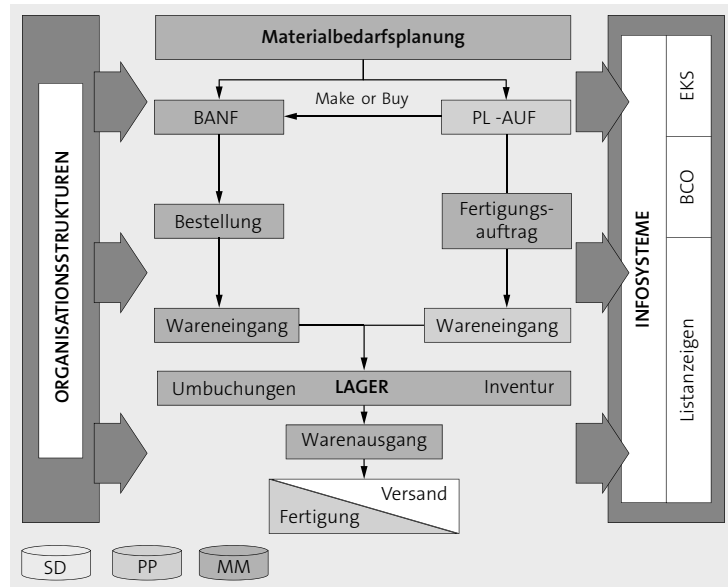 Materialbedarfsplanung
Make or Buy
BANF
PL -AUF
Bestellung
Fertigungs-
auftrag
Wareneingang
Wareneingang
Umbuchungen LAGER Inventur
Warenausgang
Versand
Fertigung
ORGANISATIONSSTRUKTUREN
INFOSYSTEME
EKS
BCO
Listanzeigen
SD
PP
MM